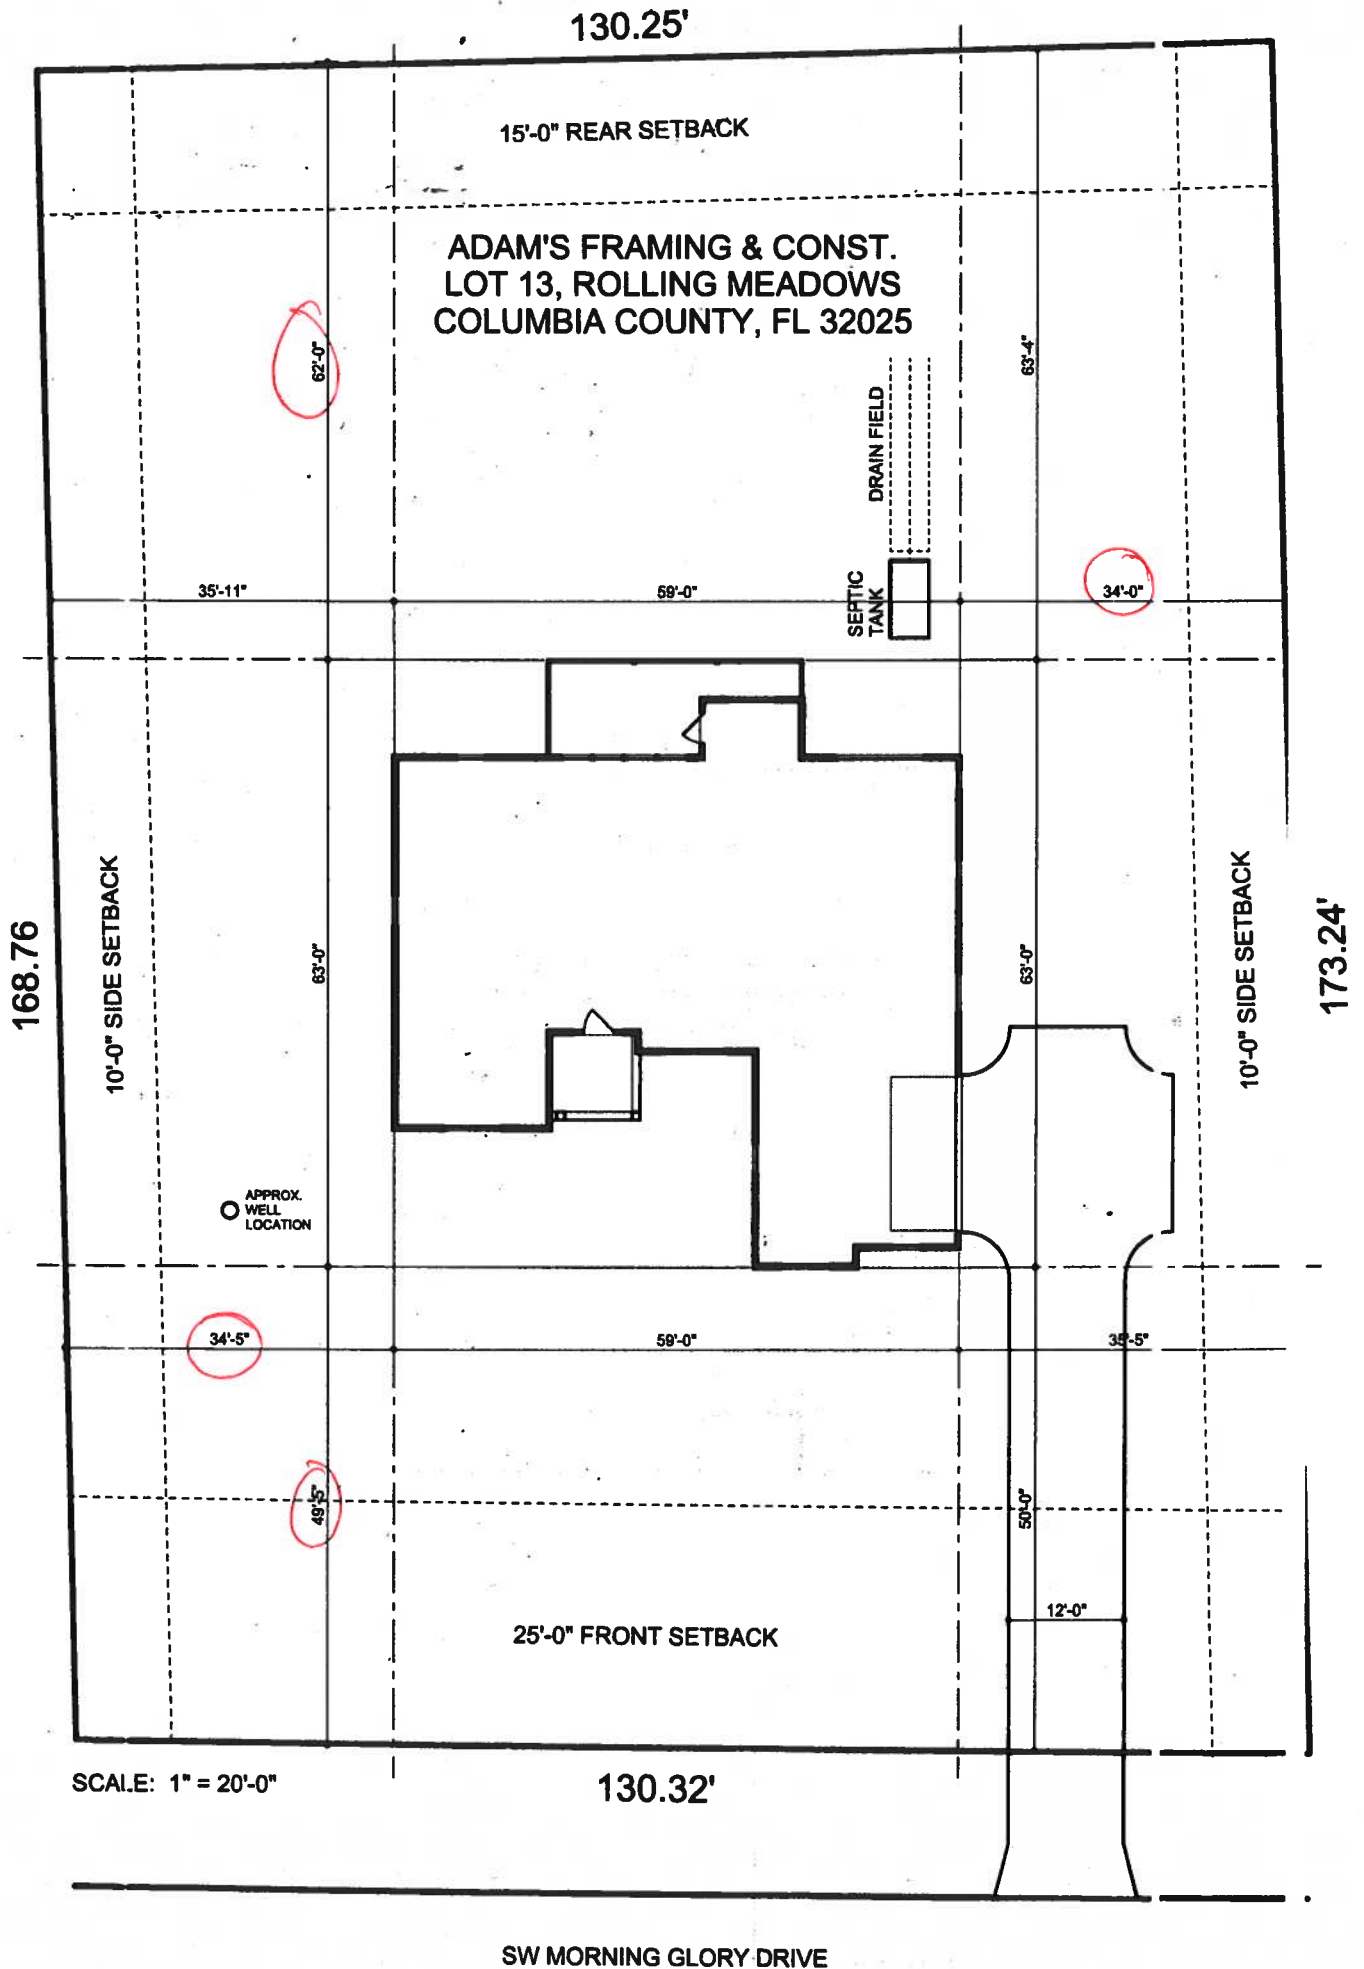 130.25'
15'-0" REAR SETBACK
ADAM'S FRAMING & CONST.
LOT 13, ROLLING MEADOWS
COLUMBIA COUNTY, FL 32025
62'-0"
63'-4"
DRAIN FIELD
35'-11"
59'-0"
34'-0"
SEPTIC
TANK
168.76
10'-0" SIDE SETBACK
63'-0"
63'-0"
10'-0" SIDE SETBACK
173.24'
APPROX.
WELL
LOCATION
34'-5"
59'-0"
35'-5"
49'-5"
50'-0"
12'-0"
25'-0" FRONT SETBACK
SCALE: 1" = 20'-0"
130.32'
SW MORNING GLORY DRIVE